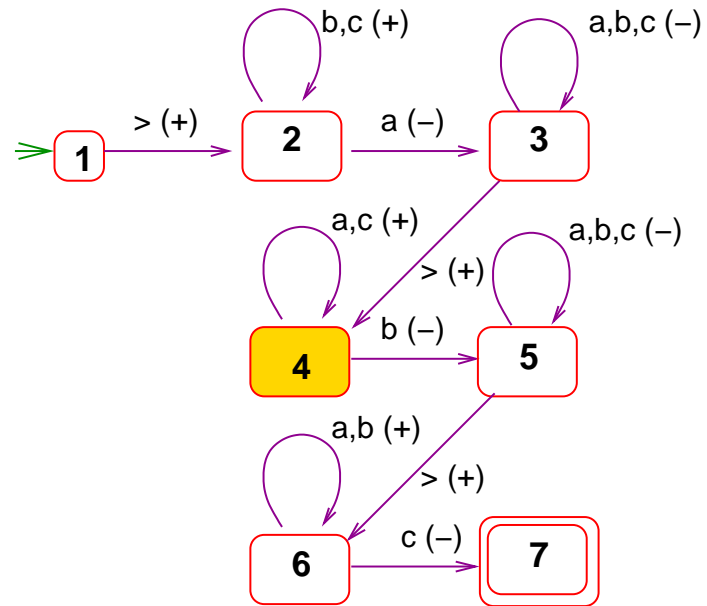 b,c (+)
a,b,c (–)
> (+)
a (–)
1
2
3
a,c (+)
a,b,c (–)
> (+)
b (–)
4
5
a,b (+)
> (+)
c (–)
6
7